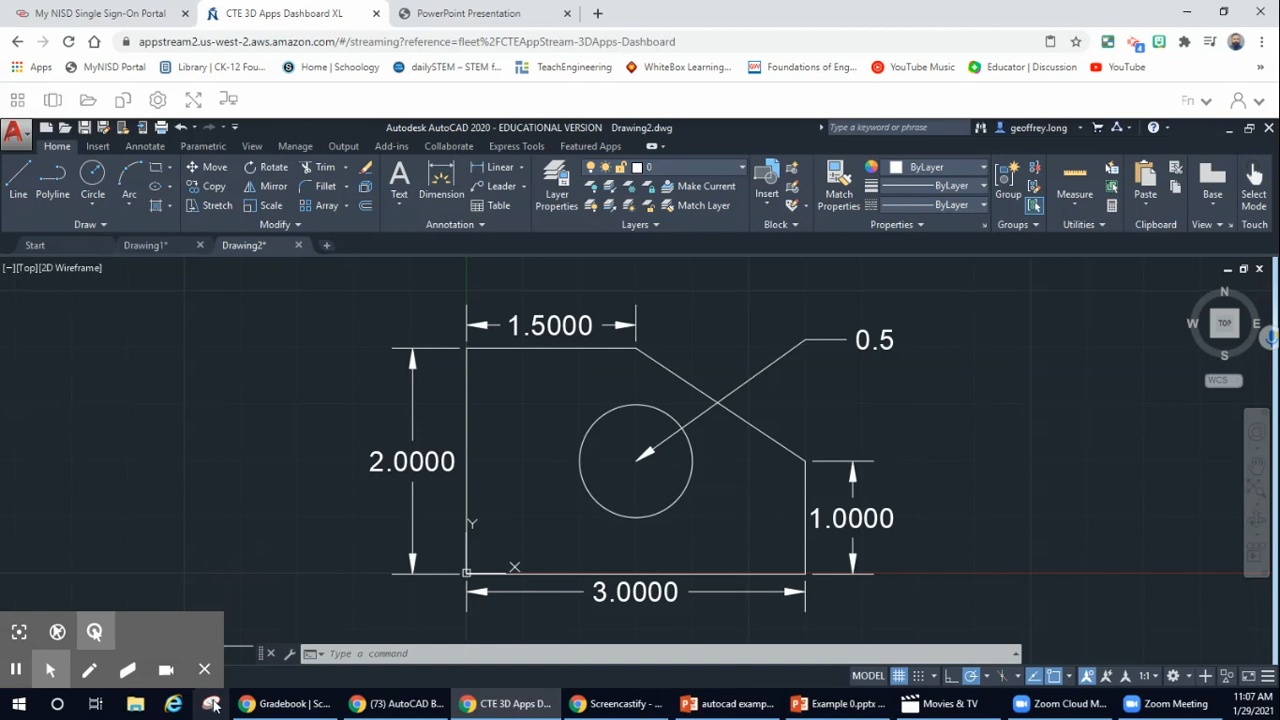 My NISD Single Sign-On Portal
CTE 3D Apps Dashboard XL
PowerPoint Presentation
appstream2.us-west-2.aws.amazon.com/#/streaming?reference=fleet%2FCTEAppStream-3DApps-Dashboard
Apps
MyNISD Portal
Library | CK-12 Fou...
Home | Schoology
dailySTEM – STEM f...
TeachEngineering
WhiteBox Learning...
Foundations of Eng...
YouTube Music
Educator | Discussion
YouTube
Fn
Autodesk AutoCAD 2020 - EDUCATIONAL VERSION Drawing2.dwg
Type a keyword or phrase
geoffrey.long
Home Insert Annotate Parametric View Manage Output Add-ins Collaborate Express Tools Featured Apps
Line Polyline Circle Arc
Move Rotate Trim
Copy Mirror Fillet
Stretch Scale Array
Text Dimension
Linear
Leader
Table
Layer Properties
0
Make Current
Match Layer
Insert
Match Properties
ByLayer
ByLayer
ByLayer
Group
Measure
Paste
Base
Select Mode
Draw Modify Annotation Layers Block Properties Groups Utilities Clipboard View Touch
Start Drawing1* Drawing2*
[−][Top][2D Wireframe]
N
W TOP E
S
WCS
1.5000
0.5
2.0000
1.0000
3.0000
Y
X
Type a command
MODEL
1:1
Gradebook | Sc...
(73) AutoCAD B...
CTE 3D Apps D...
Screencastify - ...
autocad examp...
Example 0.pptx ...
Movies & TV
Zoom Cloud M...
Zoom Meeting
11:07 AM
1/29/2021